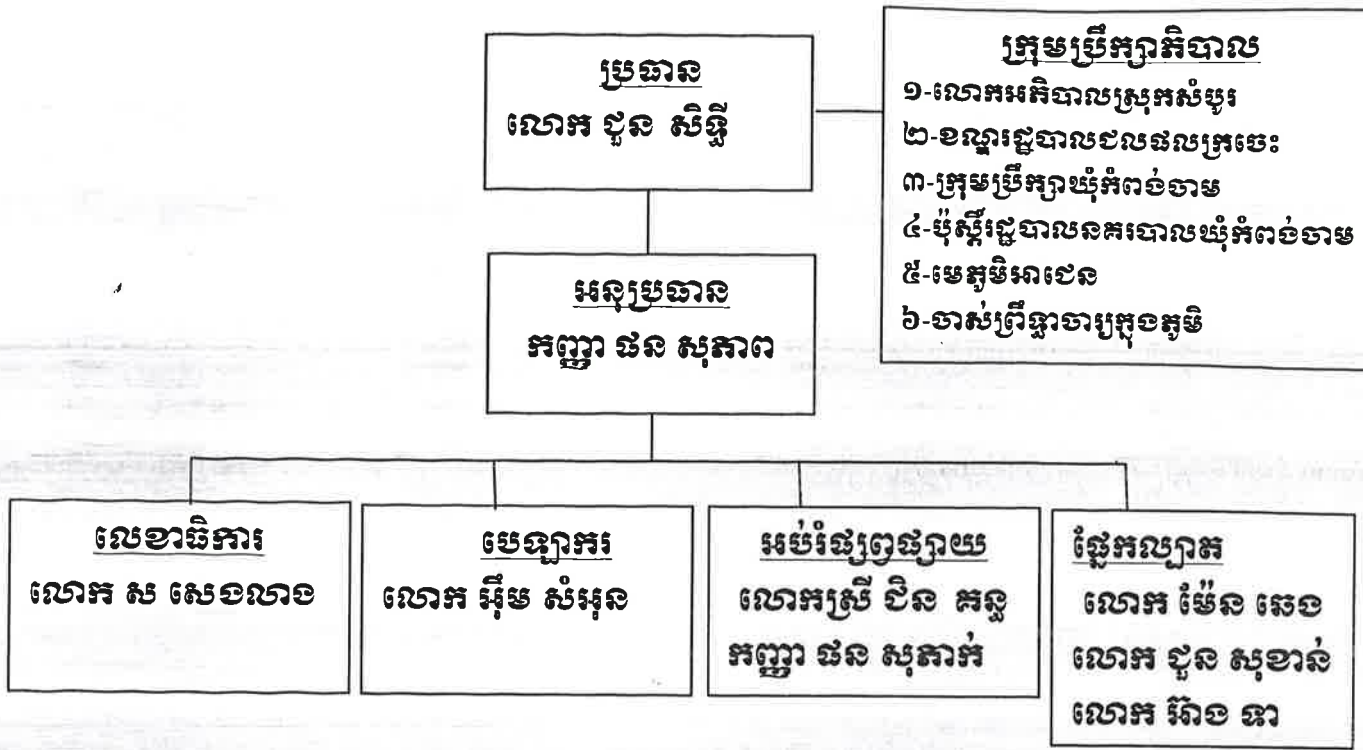 ប្រធាន
លោក ជួន សិទ្ធី
ក្រុមប្រឹក្សាភិបាល
១-លោកអភិបាលស្រុកសំបូរ
២-ខណ្ឌរដ្ឋបាលជលផលក្រចេះ
៣-ក្រុមប្រឹក្សាឃុំកំពង់ចាម
៤-ប៉ុស្តិ៍រដ្ឋបាលនគរបាលឃុំកំពង់ចាម
៥-មេភូមិអាជេន
៦-ចាស់ព្រឹទ្ធាចារ្យក្នុងភូមិ
អនុប្រធាន
កញ្ញា ផន សុភាព
លេខាធិការ
លោក ស សេងលាង
បេឡាករ
លោក អ៊ឹម សំអុន
អប់រំផ្សព្វផ្សាយ
លោកស្រី ជិន គន្ធ
កញ្ញា ផន សុភាក់
ផ្នែកល្បាត
លោក ម៉ែន ឆេង
លោក ជួន សុខាន់
លោក អ៊ាង ទា